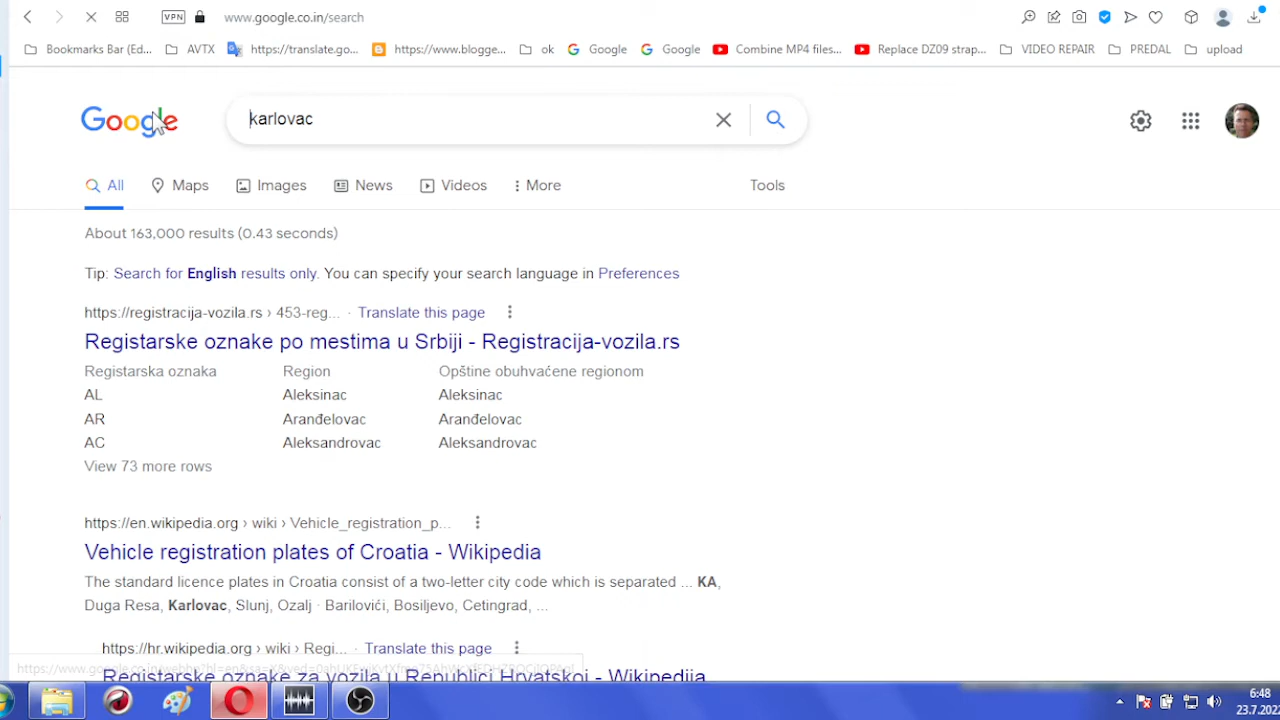 VPN www.google.co.in/search
Bookmarks Bar (Ed... AVTX https://translate.go... https://www.blogge... ok Google Google Combine MP4 files... Replace DZ09 strap... VIDEO REPAIR PREDAL upload
Google karlovac
All Maps Images News Videos More Tools
About 163,000 results (0.43 seconds)
Tip: Search for English results only. You can specify your search language in Preferences
https://registracija-vozila.rs › 453-reg... · Translate this page
Registarske oznake po mestima u Srbiji - Registracija-vozila.rs
Registarska oznaka Region Opštine obuhvaćene regionom
AL Aleksinac Aleksinac
AR Aranđelovac Aranđelovac
AC Aleksandrovac Aleksandrovac
View 73 more rows
https://en.wikipedia.org › wiki › Vehicle_registration_p...
Vehicle registration plates of Croatia - Wikipedia
The standard licence plates in Croatia consist of a two-letter city code which is separated ... KA,
Duga Resa, Karlovac, Slunj, Ozalj · Barilovići, Bosiljevo, Cetingrad, ...
https://hr.wikipedia.org › wiki › Regi... · Translate this page
Registarske oznake za vozila u Republici Hrvatskoj - Wikipedia
6:48
23.7.202